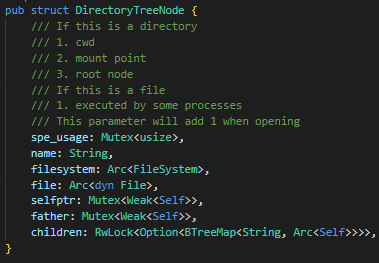 pub struct DirectoryTreeNode {
/// If this is a directory
/// 1. cwd
/// 2. mount point
/// 3. root node
/// If this is a file
/// 1. executed by some processes
/// This parameter will add 1 when opening
spe_usage: Mutex<usize>,
name: String,
filesystem: Arc<FileSystem>,
file: Arc<dyn File>,
selfptr: Mutex<Weak<Self>>,
father: Mutex<Weak<Self>>,
children: RwLock<Option<BTreeMap<String, Arc<Self>>>>,
}